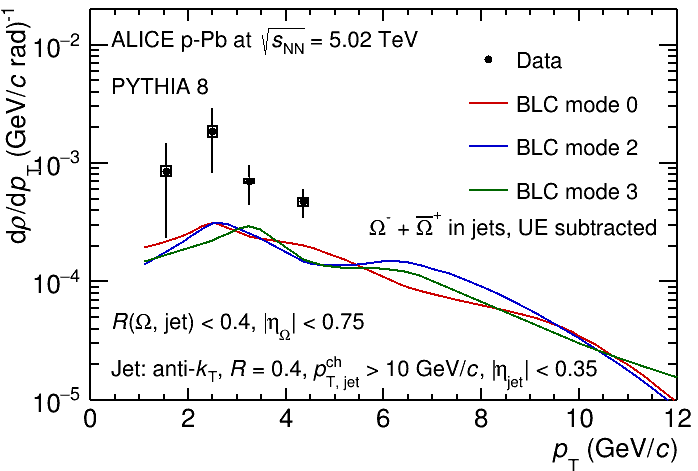 ALICE p-Pb at √s_NN = 5.02 TeV
PYTHIA 8
Data
BLC mode 0
BLC mode 2
BLC mode 3
Ω⁻ + Ω̅⁺ in jets, UE subtracted
R(Ω, jet) < 0.4, |η_Ω| < 0.75
Jet: anti-k_T, R = 0.4, p^ch_T, jet > 10 GeV/c, |η_jet| < 0.35
dρ/dp_T (GeV/c rad)⁻¹
10⁻²
10⁻³
10⁻⁴
10⁻⁵
0 2 4 6 8 10 12
p_T (GeV/c)